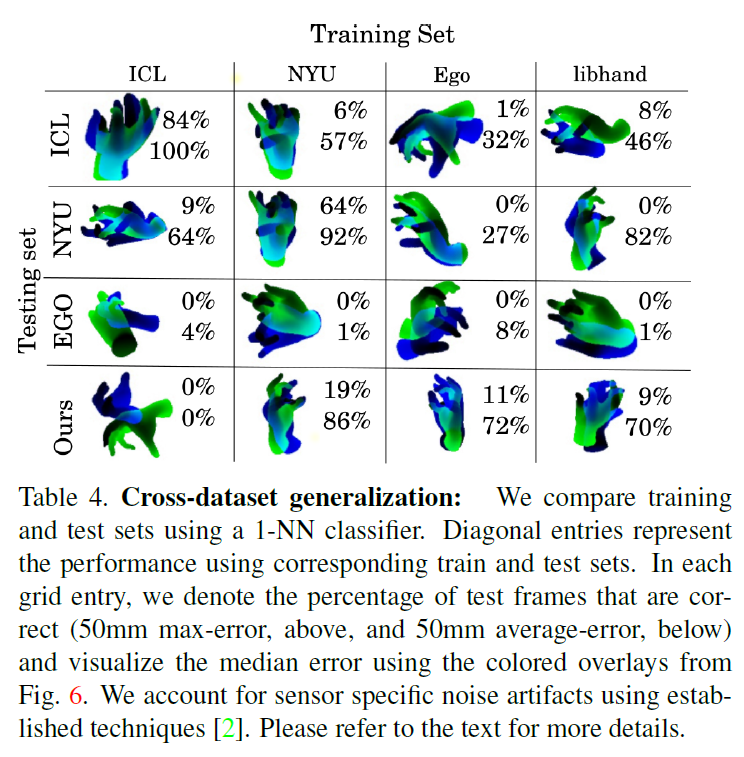 Training Set
ICL NYU Ego libhand
Testing set
ICL 84% 6% 1% 8%
100% 57% 32% 46%
NYU 9% 64% 0% 0%
64% 92% 27% 82%
EGO 0% 0% 0% 0%
4% 1% 8% 1%
Ours 0% 19% 11% 9%
0% 86% 72% 70%
Table 4. Cross-dataset generalization: We compare training
and test sets using a 1-NN classifier. Diagonal entries represent
the performance using corresponding train and test sets. In each
grid entry, we denote the percentage of test frames that are cor-
rect (50mm max-error, above, and 50mm average-error, below)
and visualize the median error using the colored overlays from
Fig. 6. We account for sensor specific noise artifacts using estab-
lished techniques [2]. Please refer to the text for more details.